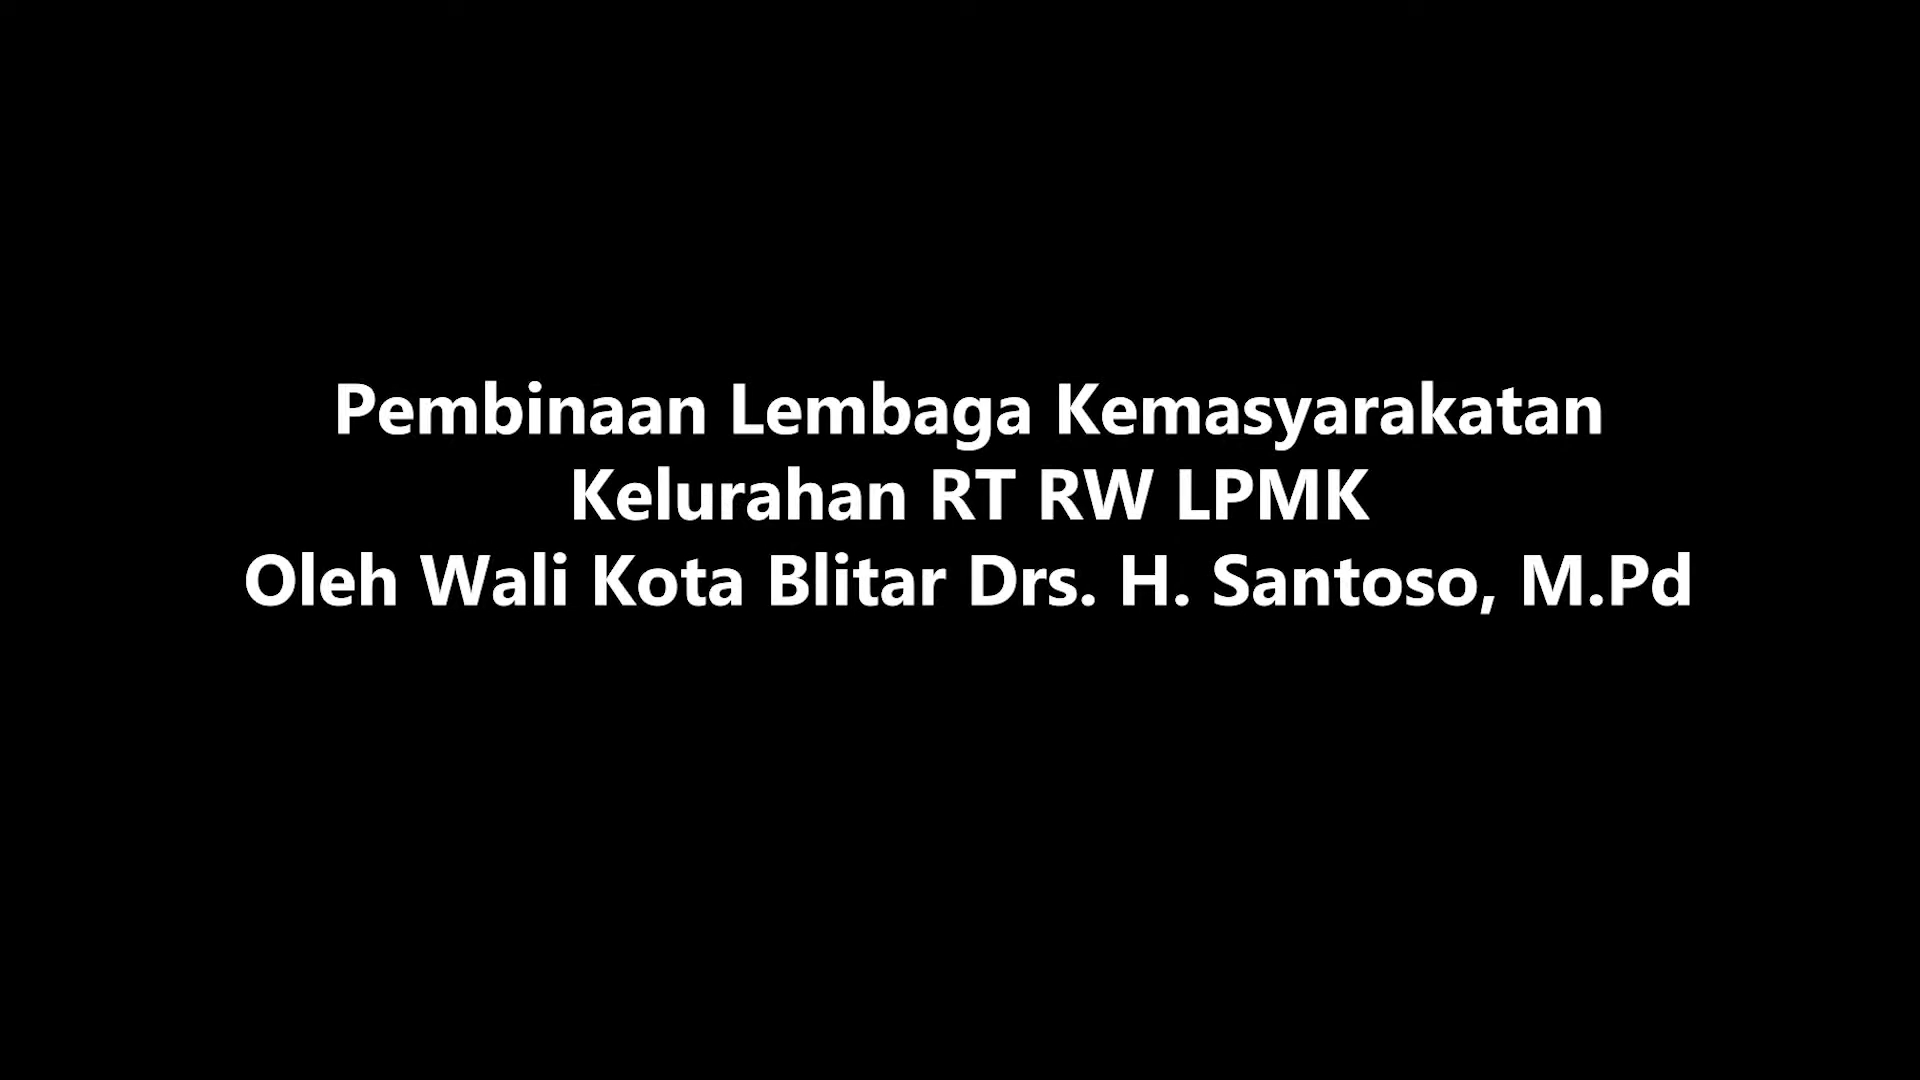 Pembinaan Lembaga Kemasyarakatan
Kelurahan RT RW LPMK
Oleh Wali Kota Blitar Drs. H. Santoso, M.Pd